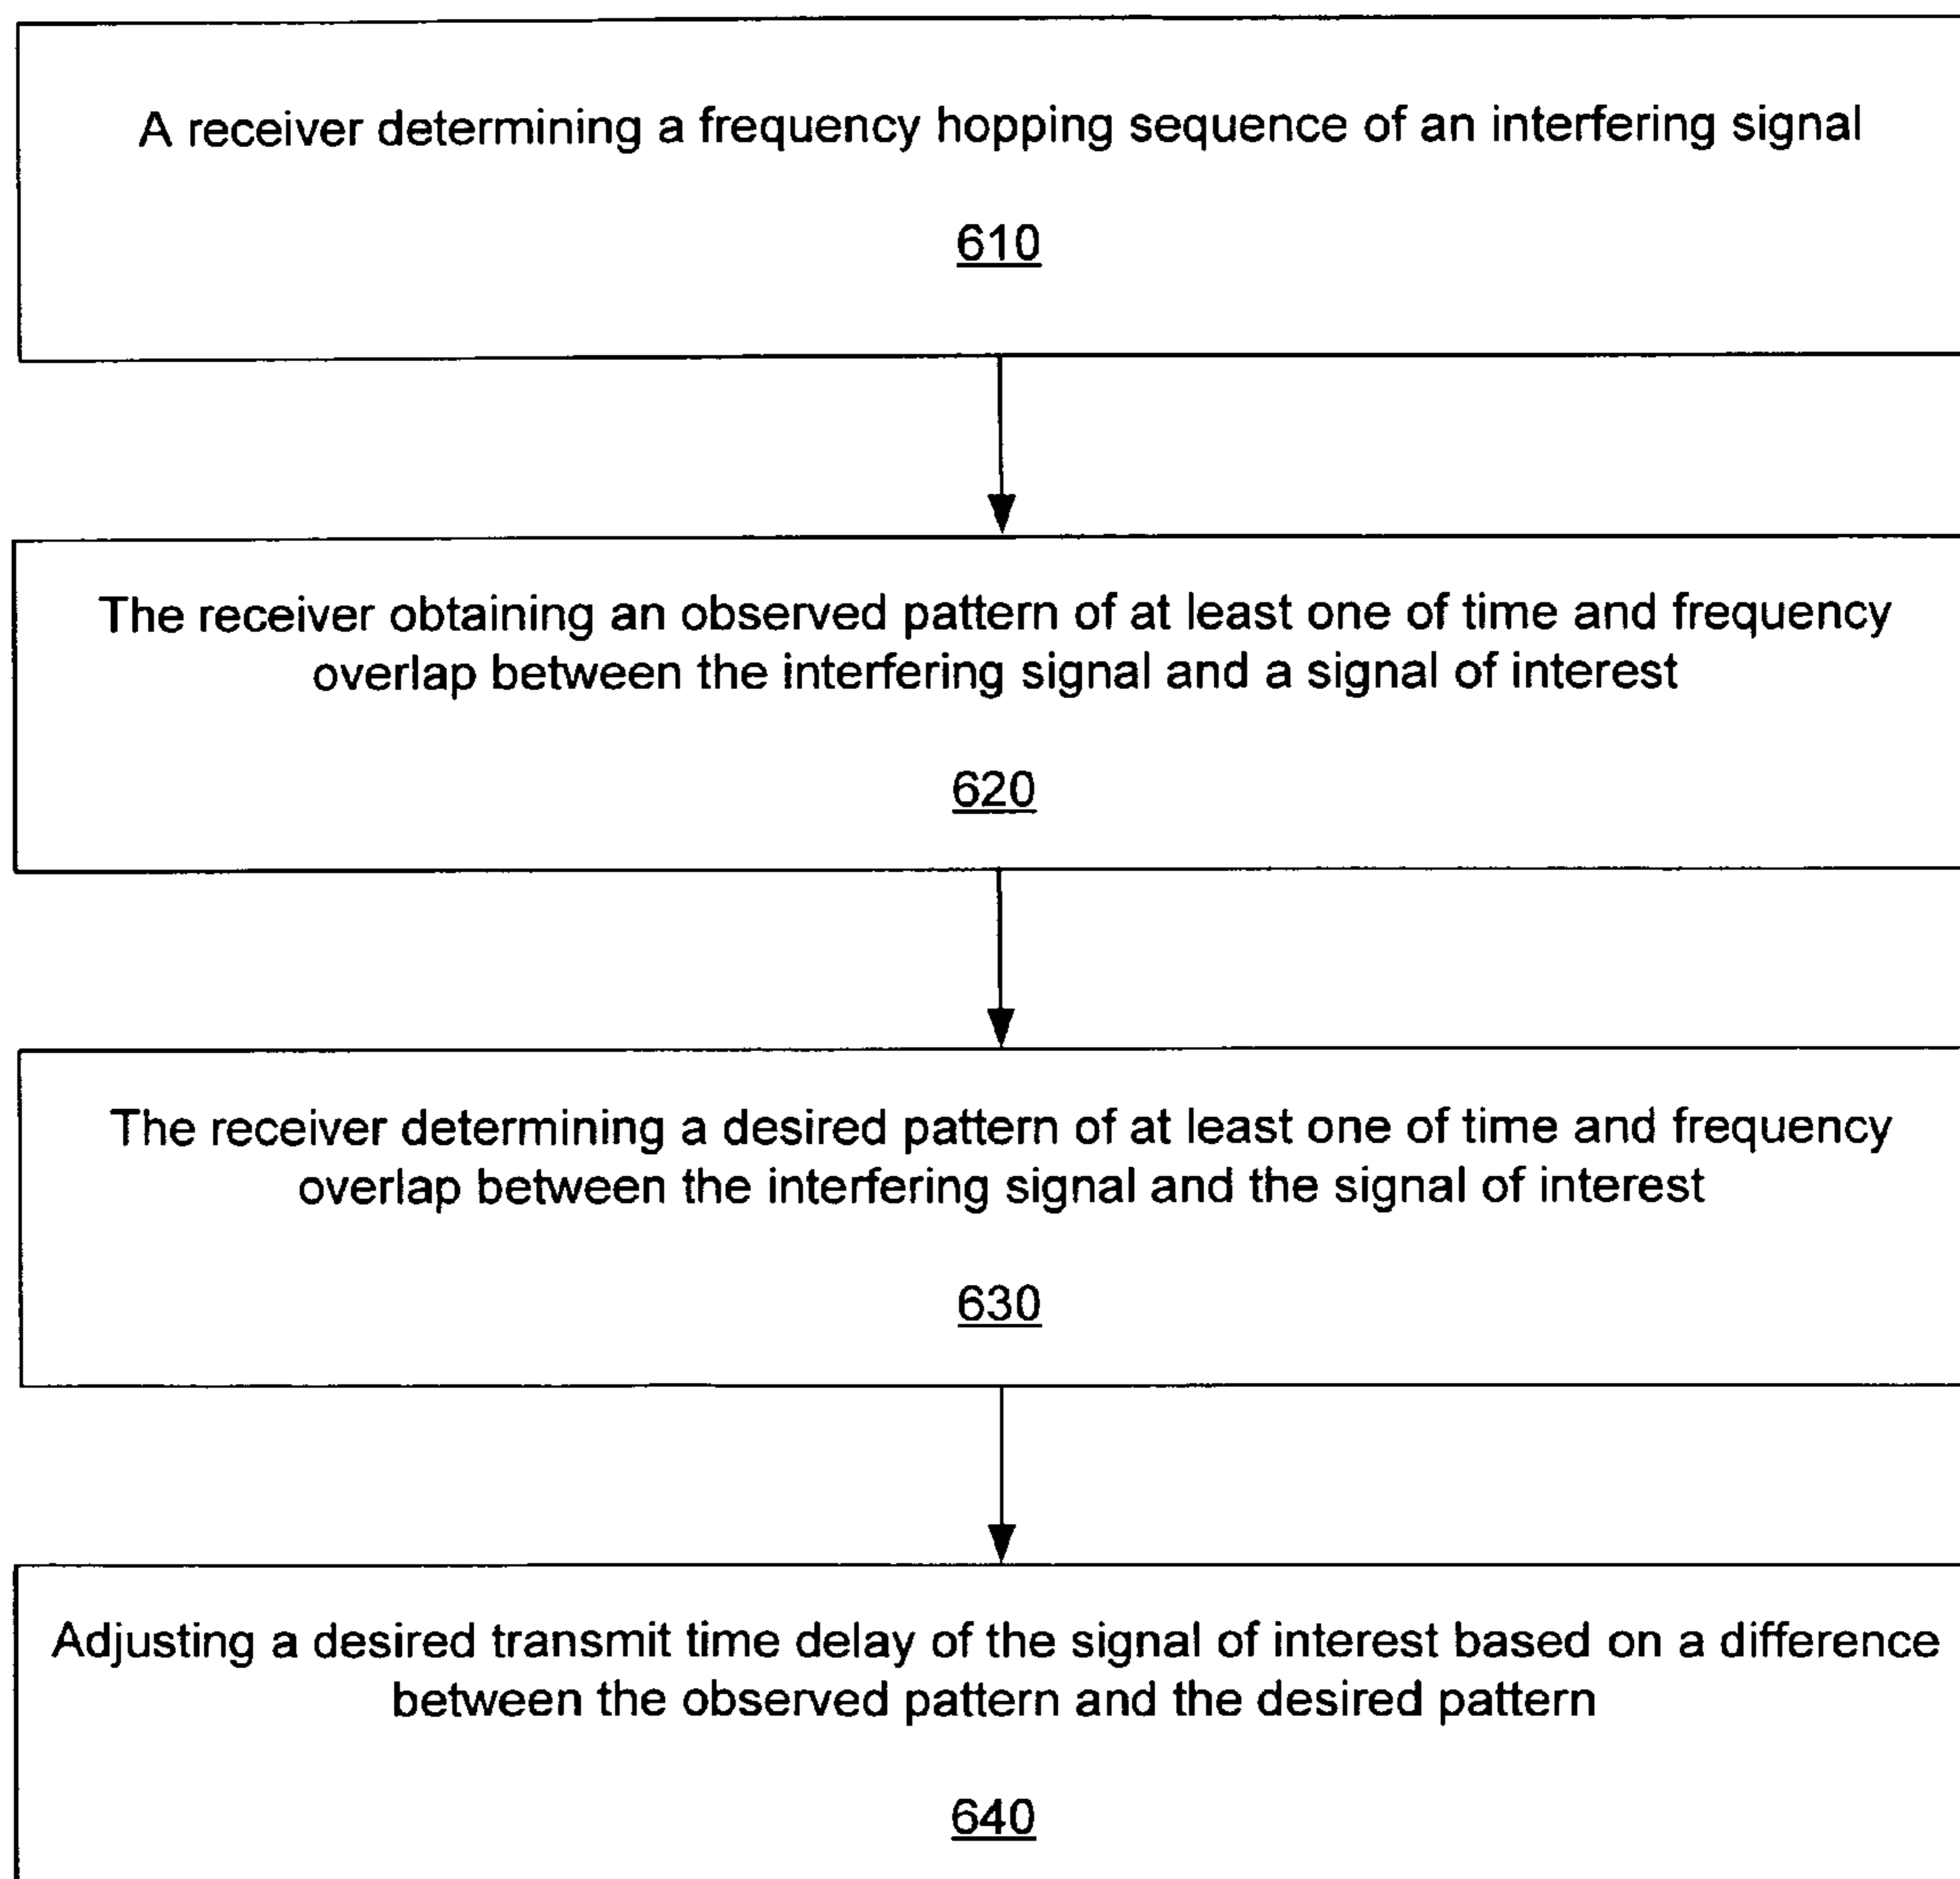 A receiver determining a frequency hopping sequence of an interfering signal
610
The receiver obtaining an observed pattern of at least one of time and frequency
overlap between the interfering signal and a signal of interest
620
The receiver determining a desired pattern of at least one of time and frequency
overlap between the interfering signal and the signal of interest
630
Adjusting a desired transmit time delay of the signal of interest based on a difference
between the observed pattern and the desired pattern
640